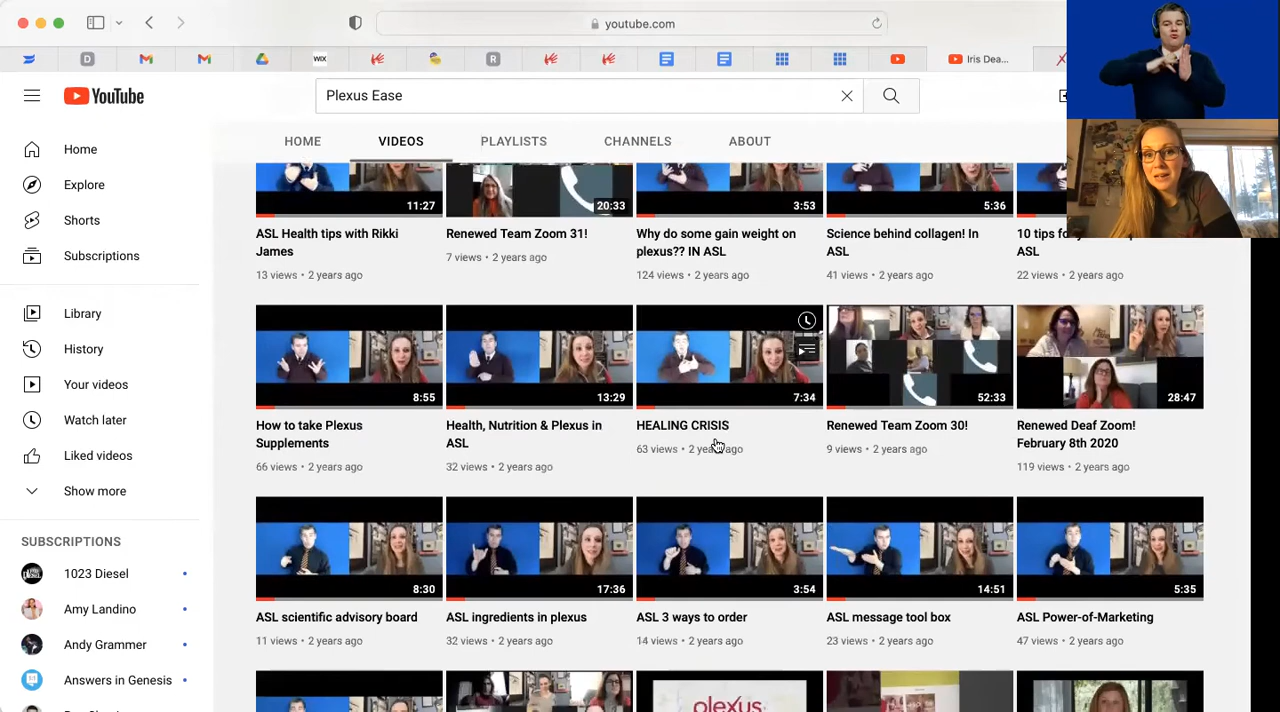 youtube.com
D
WIX
R
Iris Dea...
YouTube
Plexus Ease
HOME
VIDEOS
PLAYLISTS
CHANNELS
ABOUT
Home
Explore
Shorts
Subscriptions
Library
History
Your videos
Watch later
Liked videos
Show more
SUBSCRIPTIONS
1023 Diesel
Amy Landino
Andy Grammer
Answers in Genesis
11:27
ASL Health tips with Rikki
James
13 views • 2 years ago
20:33
Renewed Team Zoom 31!
7 views • 2 years ago
3:53
Why do some gain weight on
plexus?? IN ASL
124 views • 2 years ago
5:36
Science behind collagen! In
ASL
41 views • 2 years ago
10 tips
ASL
22 views • 2 years ago
8:55
How to take Plexus
Supplements
66 views • 2 years ago
13:29
Health, Nutrition & Plexus in
ASL
32 views • 2 years ago
7:34
HEALING CRISIS
63 views • 2 years ago
52:33
Renewed Team Zoom 30!
9 views • 2 years ago
28:47
Renewed Deaf Zoom!
February 8th 2020
119 views • 2 years ago
8:30
ASL scientific advisory board
11 views • 2 years ago
17:36
ASL ingredients in plexus
32 views • 2 years ago
3:54
ASL 3 ways to order
14 views • 2 years ago
14:51
ASL message tool box
23 views • 2 years ago
5:35
ASL Power-of-Marketing
47 views • 2 years ago
plexus